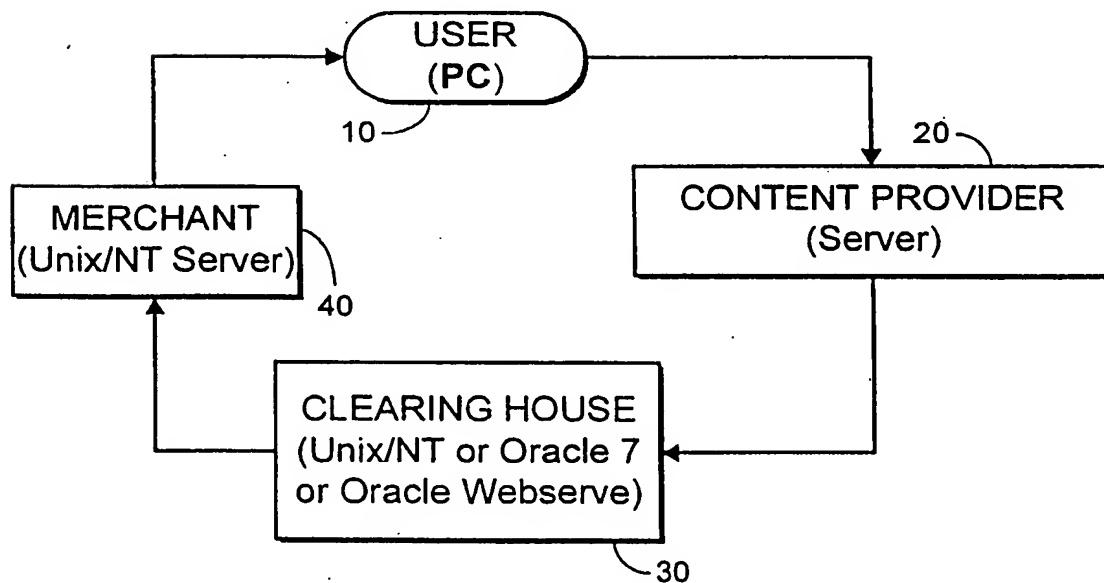 USER
(PC)
10
20
CONTENT PROVIDER
(Server)
MERCHANT
(Unix/NT Server)
40
CLEARING HOUSE
(Unix/NT or Oracle 7
or Oracle Webserve)
30